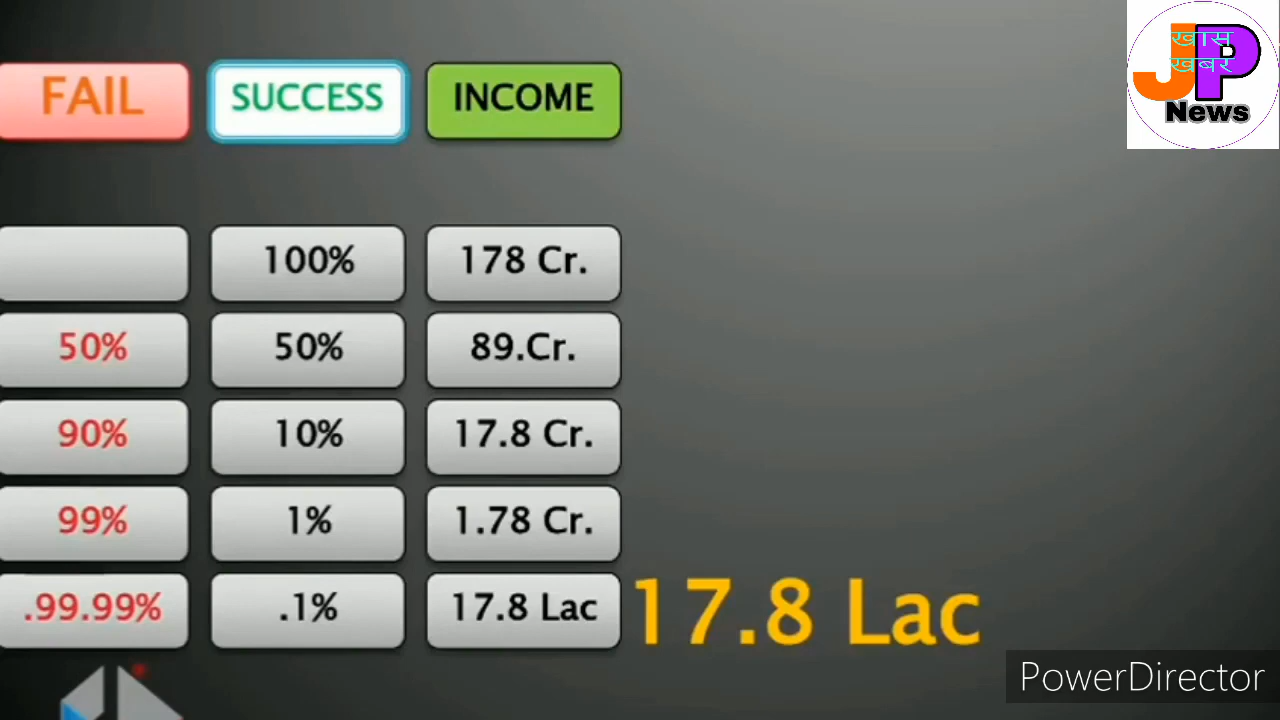 खास
खबर
JP
News
FAIL SUCCESS INCOME
100% 178 Cr.
50% 50% 89.Cr.
90% 10% 17.8 Cr.
99% 1% 1.78 Cr.
.99.99% .1% 17.8 Lac 17.8 Lac
PowerDirector